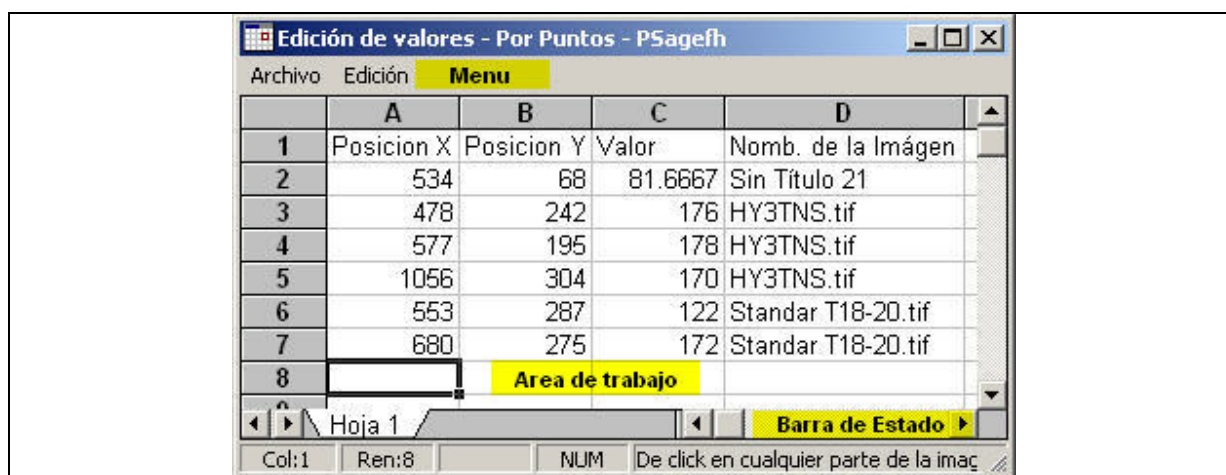 Edición de valores - Por Puntos - PSagefh
Archivo Edición Menu
A B C D
1 Posicion X Posicion Y Valor Nomb. de la Imágen
2 534 68 81.6667 Sin Título 21
3 478 242 176 HY3TNS.tif
4 577 195 178 HY3TNS.tif
5 1056 304 170 HY3TNS.tif
6 553 287 122 Standar T18-20.tif
7 680 275 172 Standar T18-20.tif
8 Area de trabajo
Hoja 1 Barra de Estado
Col:1 Ren:8 NUM De click en cualquier parte de la imag